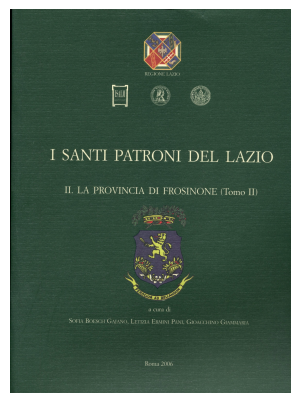 REGIONE LAZIO
I SANTI PATRONI DEL LAZIO
II. LA PROVINCIA DI FROSINONE (Tomo II)
a cura di
SOFIA BOESCH GAJANO, LETIZIA ERMINI PANI, GIOACCHINO GIAMMARIA
Roma 2006